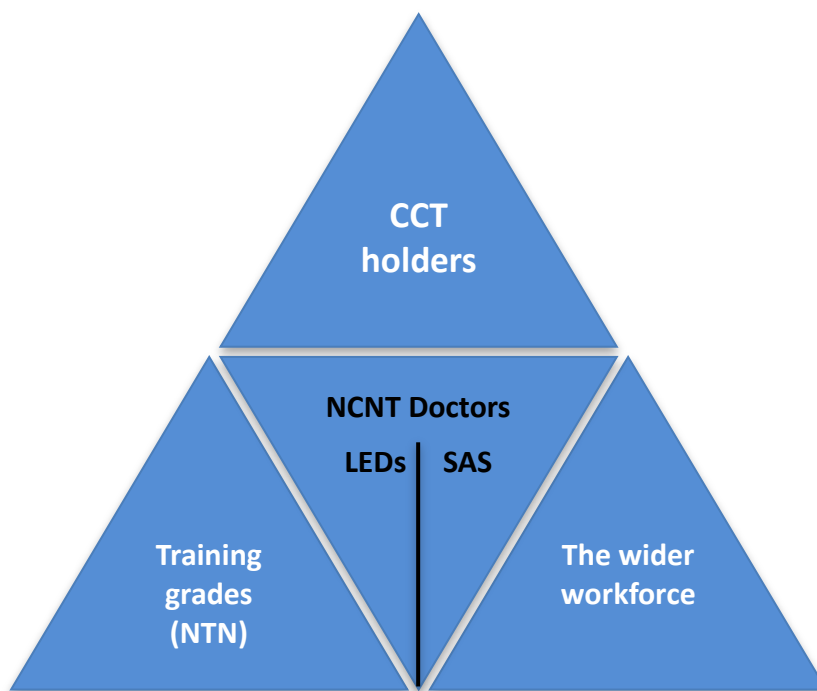 CCT
holders
NCNT Doctors
LEDs SAS
Training
grades
(NTN)
The wider
workforce